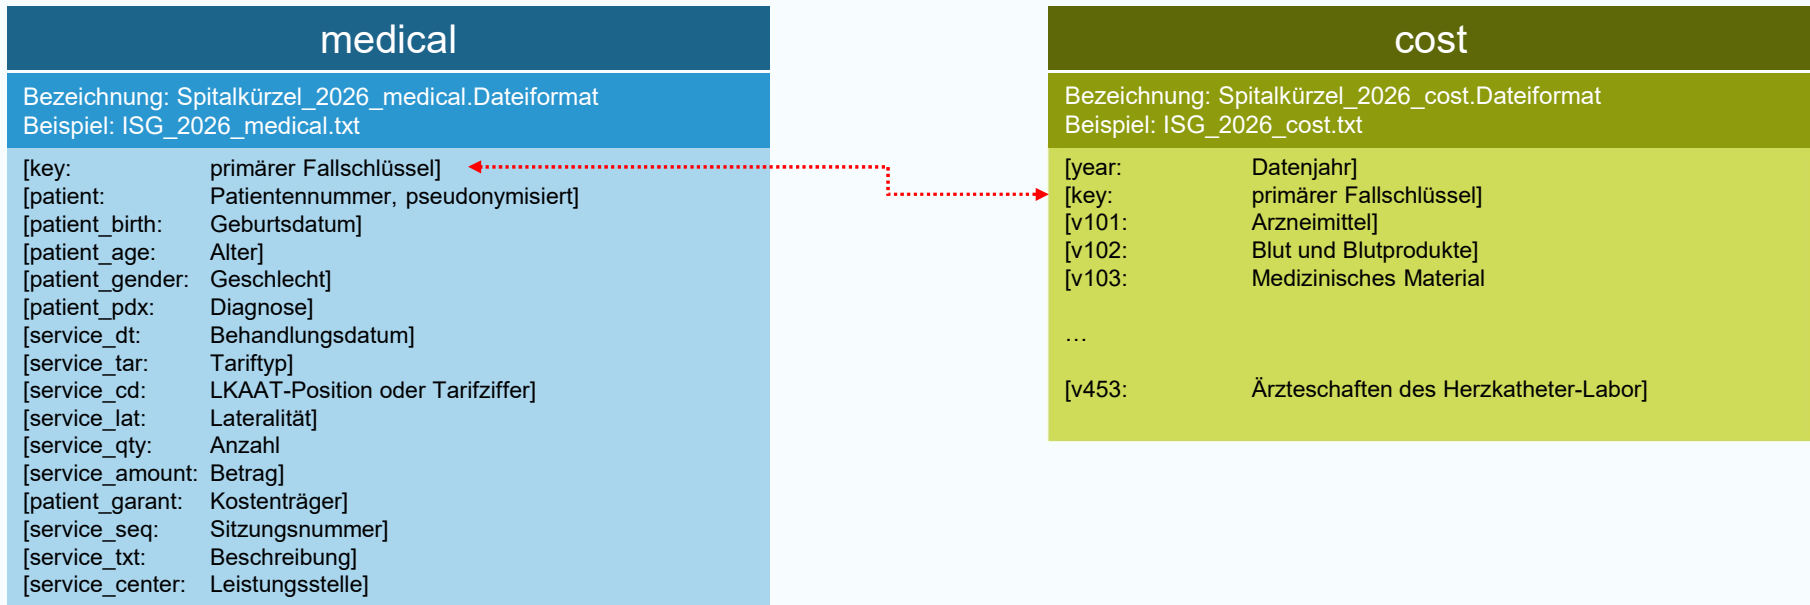 medical
Bezeichnung: Spitalkürzel_2026_medical.Dateiformat
Beispiel: ISG_2026_medical.txt
[key: primärer Fallschlüssel]
[patient: Patientennummer, pseudonymisiert]
[patient_birth: Geburtsdatum]
[patient_age: Alter]
[patient_gender: Geschlecht]
[patient_pdx: Diagnose]
[service_dt: Behandlungsdatum]
[service_tar: Tariftyp]
[service_cd: LKAAT-Position oder Tarifziffer]
[service_lat: Lateralität]
[service_qty: Anzahl
[service_amount: Betrag]
[patient_garant: Kostenträger]
[service_seq: Sitzungsnummer]
[service_txt: Beschreibung]
[service_center: Leistungsstelle]
cost
Bezeichnung: Spitalkürzel_2026_cost.Dateiformat
Beispiel: ISG_2026_cost.txt
[year: Datenjahr]
[key: primärer Fallschlüssel]
[v101: Arzneimittel]
[v102: Blut und Blutprodukte]
[v103: Medizinisches Material
…
[v453: Ärzteschaften des Herzkatheter-Labor]